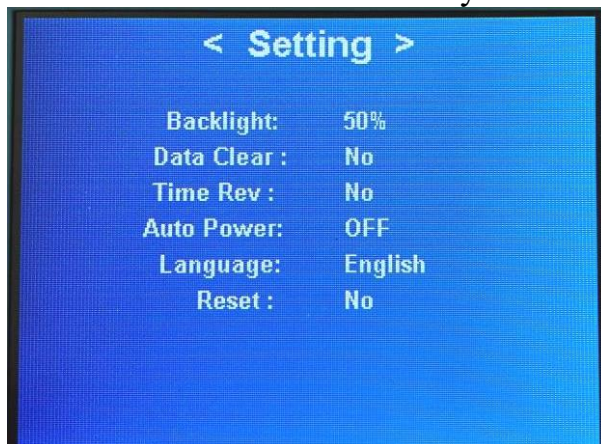 < Setting >
Backlight: 50%
Data Clear : No
Time Rev : No
Auto Power: OFF
Language: English
Reset : No